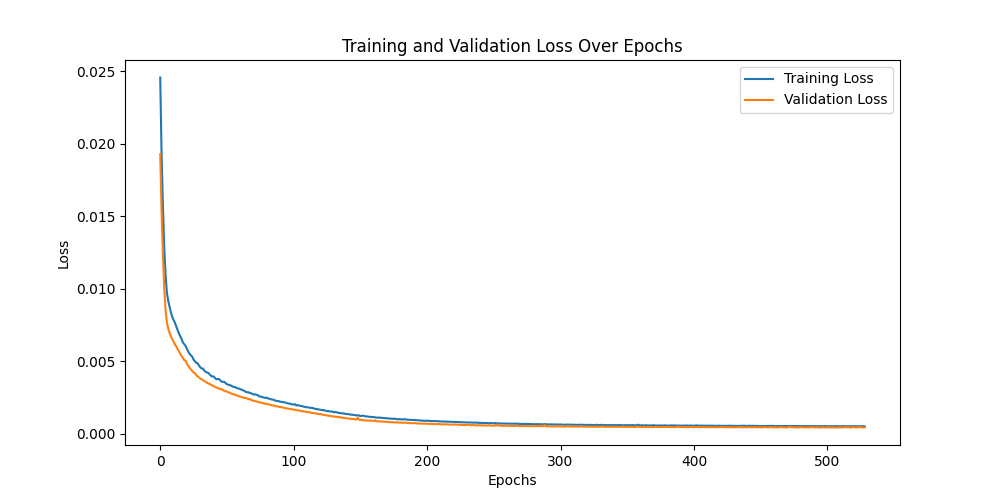 Training and Validation Loss Over Epochs
Training Loss
Validation Loss
0.025
0.020
0.015
0.010
0.005
0.000
Loss
0
100
200
300
400
500
Epochs